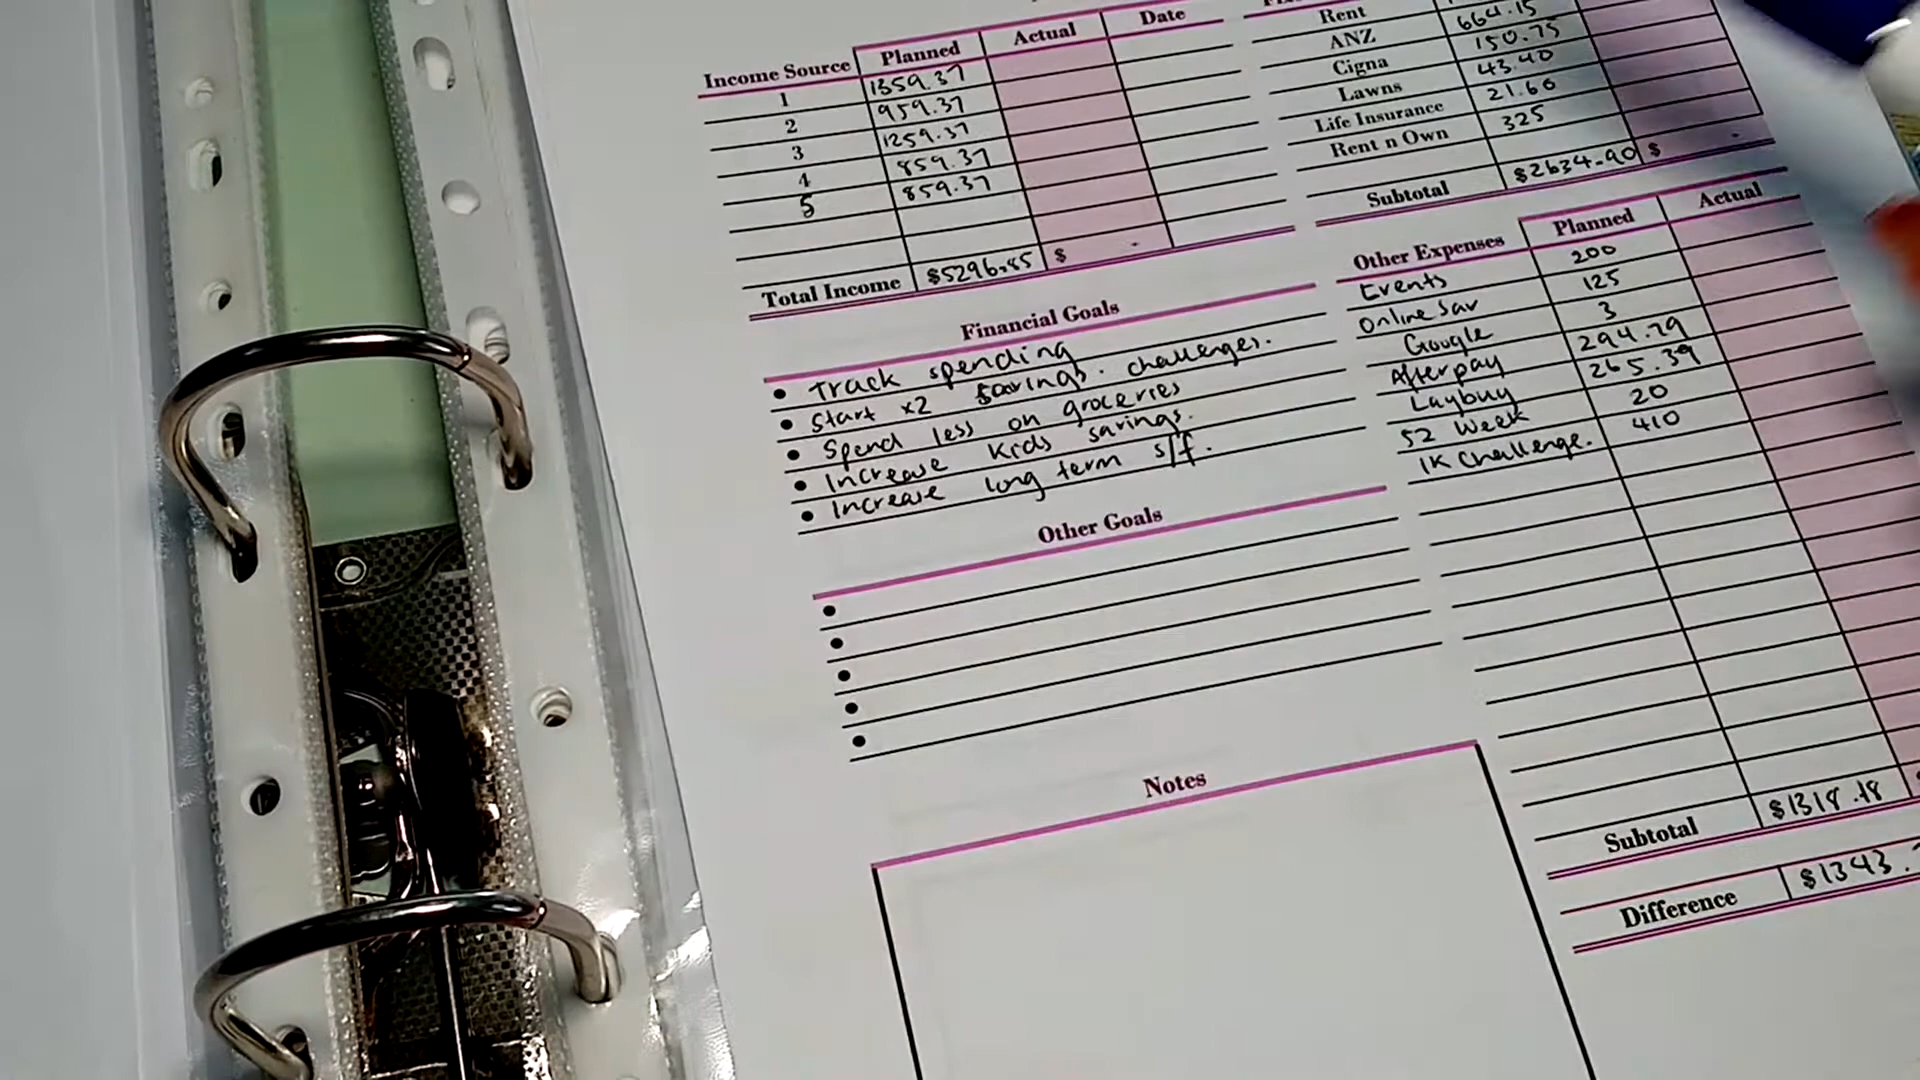 Income Source Planned Actual Date
1 1359.37
2 959.37
3 1259.37
4 859.37
5 859.37
Total Income $5296.85 $
Financial Goals
• Track spending
• Start x2 savings. challenges.
• Spend less on groceries
• Increase kids savings.
• Increase long term s/f.
Other Goals
Notes
Rent
ANZ 664.15
Cigna 150.75
Lawns 43.40
Life Insurance 21.60
Rent n Own 325
Subtotal $2634.90 $
Other Expenses Planned Actual
Events 200
Online Sav 125
Google 3
Afterpay 294.79
Laybuy 265.39
52 Week 20
1K Challenge. 410
Subtotal $1318.18
Difference $1343.